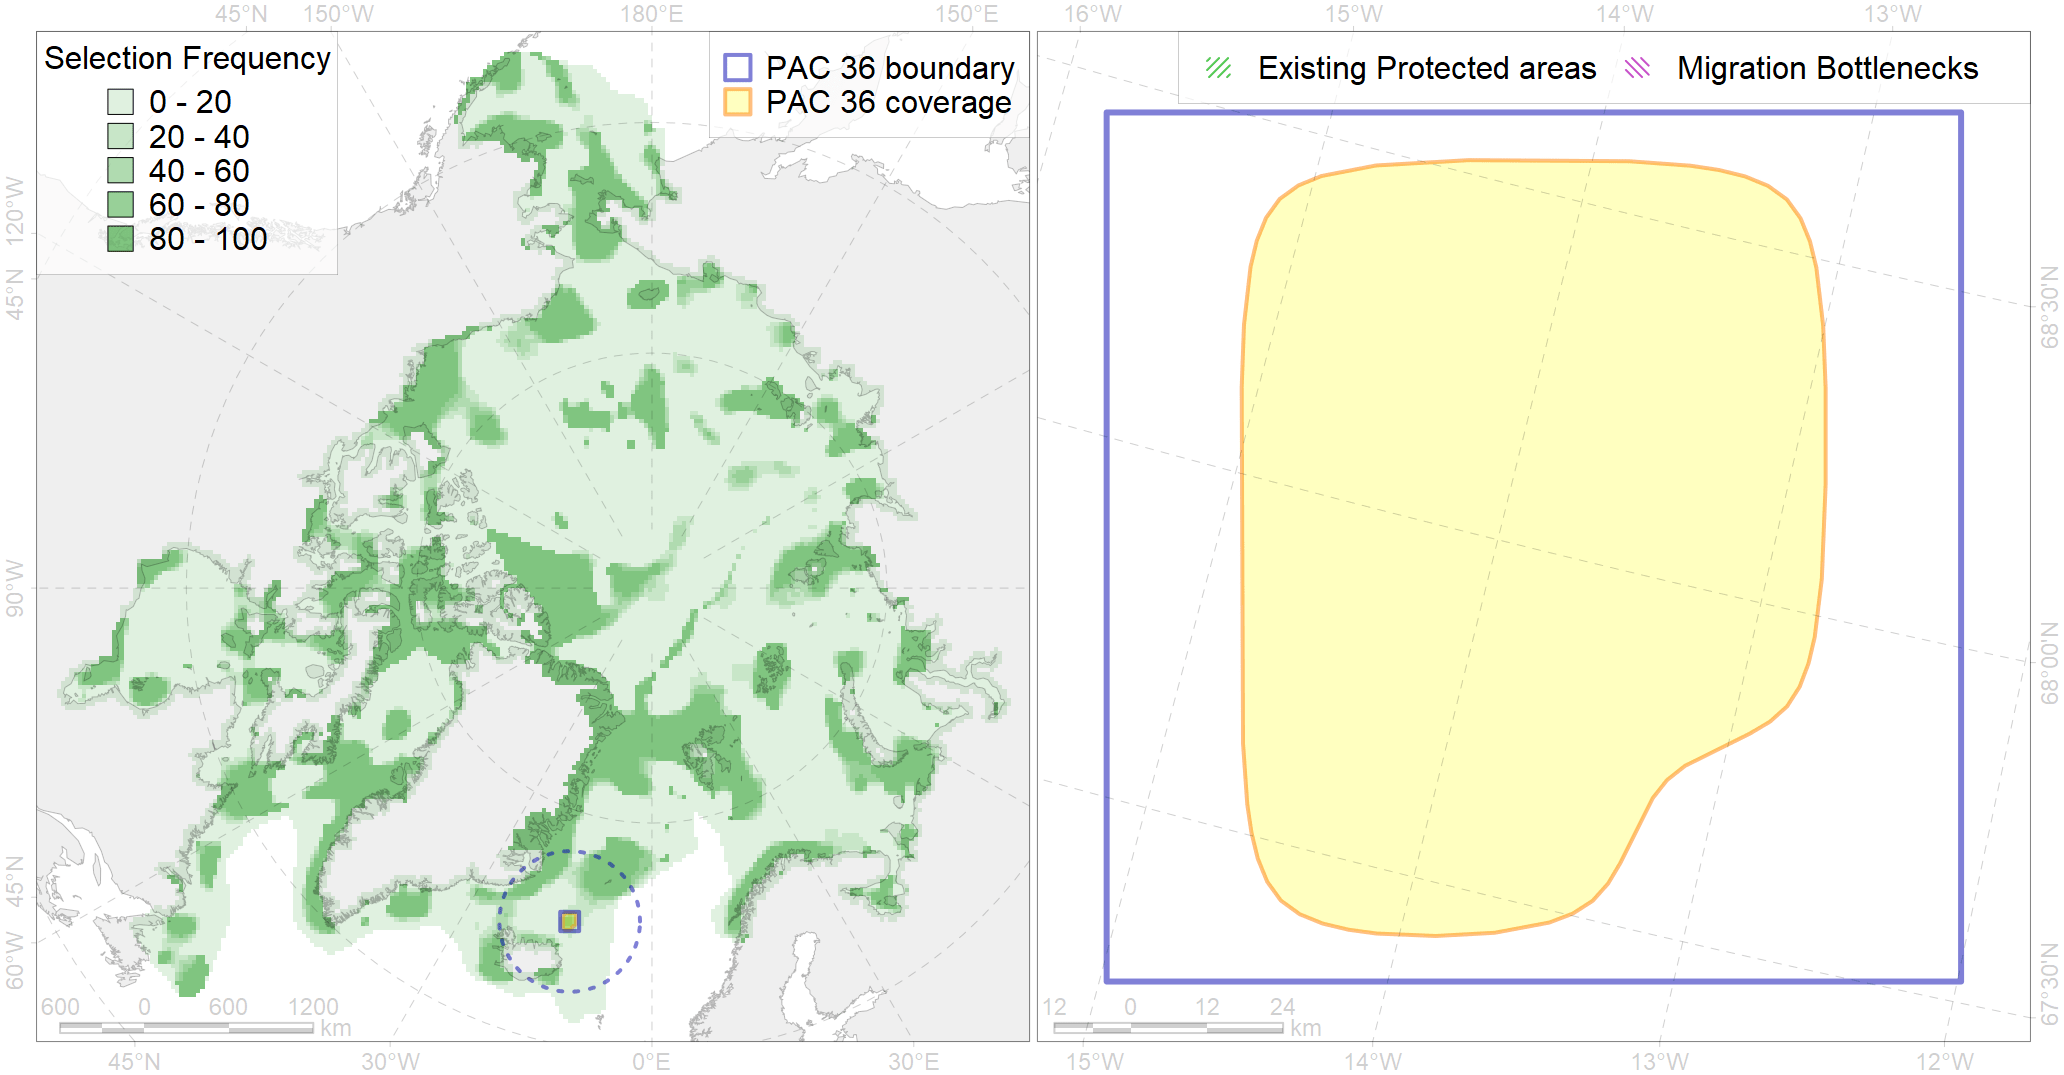 45°N 150°W 180°E 150°E 16°W 15°W 14°W 13°W
Selection Frequency
0 - 20
20 - 40
40 - 60
60 - 80
80 - 100
PAC 36 boundary
PAC 36 coverage
Existing Protected areas Migration Bottlenecks
120°W
45°N
90°W
45°N
60°W
68°30'N
68°00'N
67°30'N
600 0 600 1200
km
12 0 12 24
km
45°N 30°W 0°E 30°E 15°W 14°W 13°W 12°W